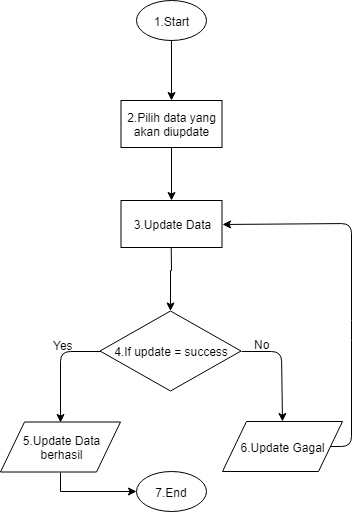 1.Start
2.Pilih data yang
akan diupdate
3.Update Data
4.If update = success
Yes
No
5.Update Data
berhasil
6.Update Gagal
7.End